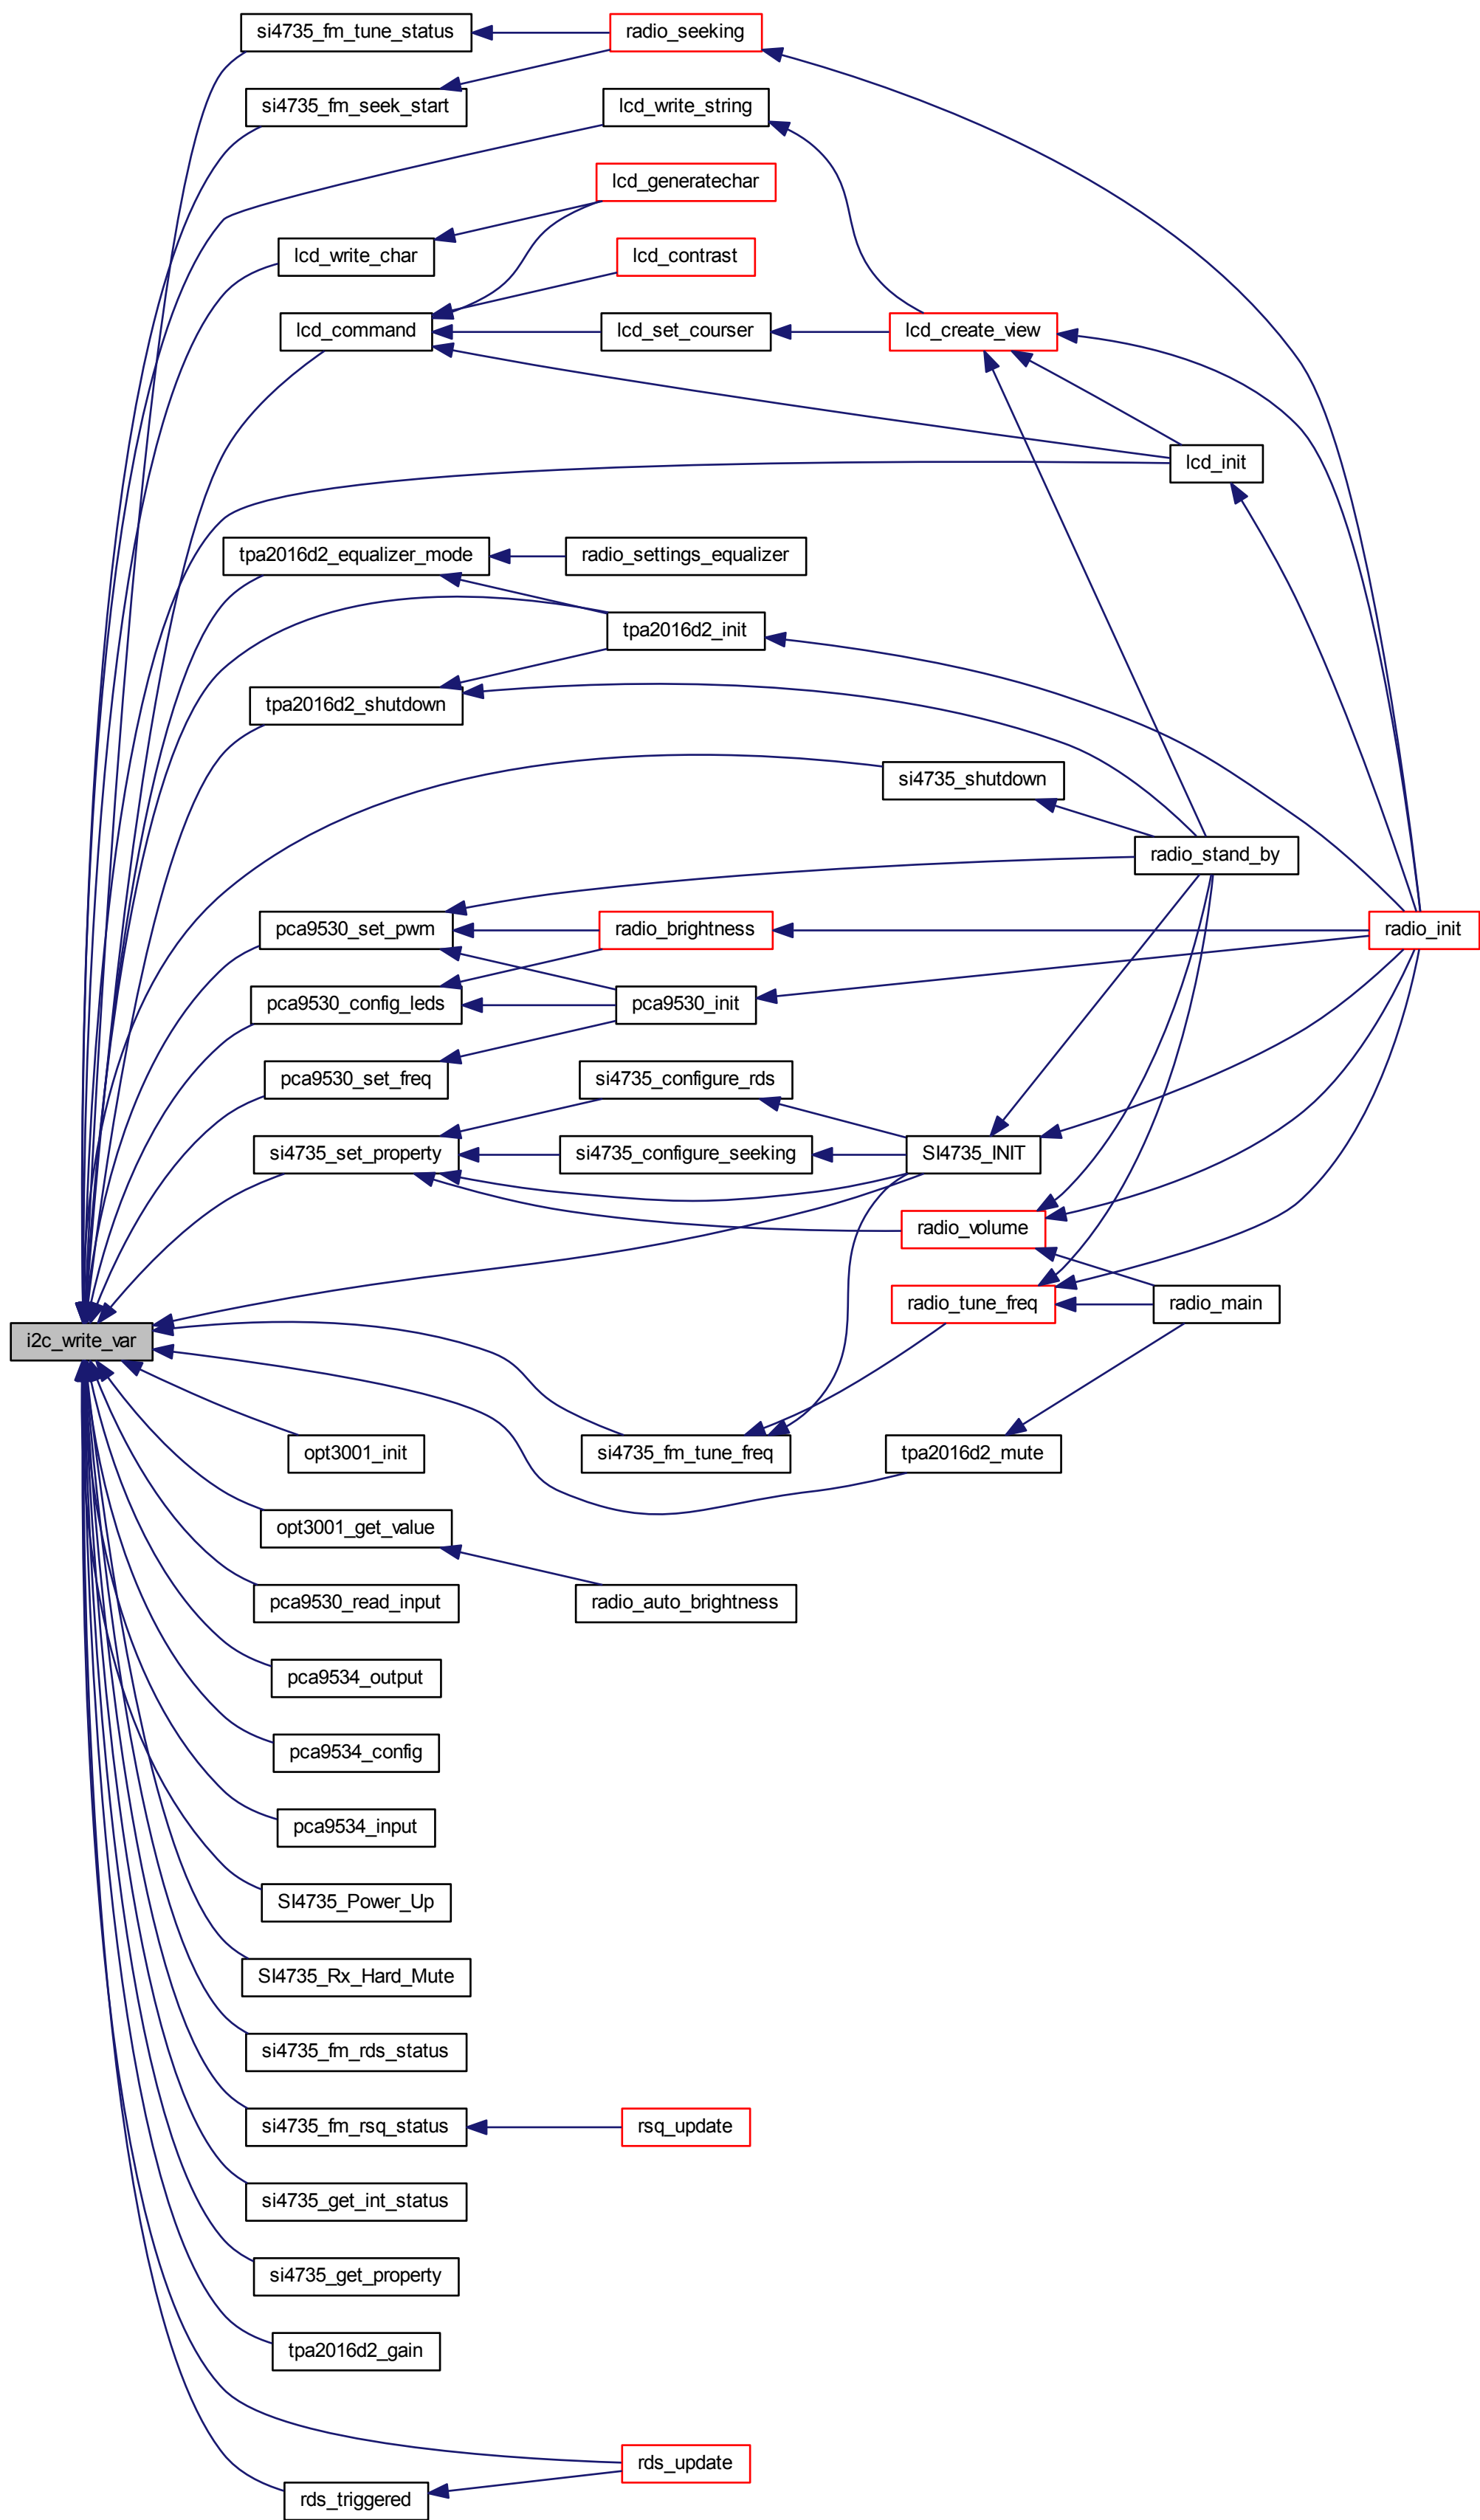 si4735_fm_tune_status
radio_seeking
si4735_fm_seek_start
lcd_write_string
lcd_generatechar
lcd_write_char
lcd_contrast
lcd_command
lcd_set_courser
lcd_create_view
lcd_init
tpa2016d2_equalizer_mode
radio_settings_equalizer
tpa2016d2_init
tpa2016d2_shutdown
si4735_shutdown
radio_stand_by
pca9530_set_pwm
radio_brightness
radio_init
pca9530_config_leds
pca9530_init
pca9530_set_freq
si4735_configure_rds
si4735_set_property
si4735_configure_seeking
SI4735_INIT
radio_volume
radio_tune_freq
radio_main
i2c_write_var
opt3001_init
si4735_fm_tune_freq
tpa2016d2_mute
opt3001_get_value
pca9530_read_input
radio_auto_brightness
pca9534_output
pca9534_config
pca9534_input
SI4735_Power_Up
SI4735_Rx_Hard_Mute
si4735_fm_rds_status
si4735_fm_rsq_status
rsq_update
si4735_get_int_status
si4735_get_property
tpa2016d2_gain
rds_update
rds_triggered